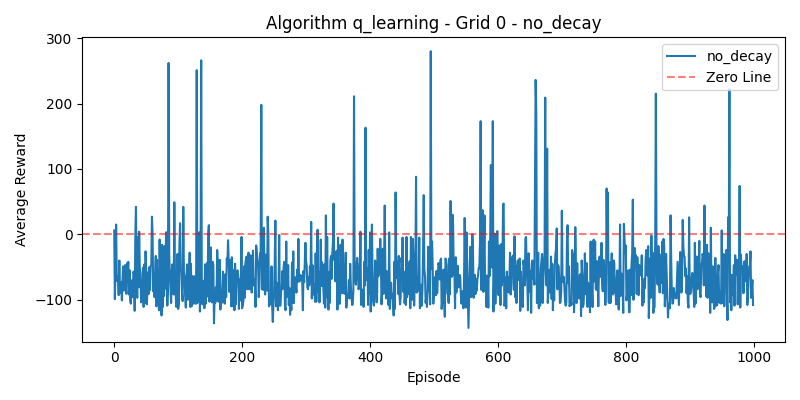 Algorithm q_learning - Grid 0 - no_decay
300
200
100
0
−100
Average Reward
no_decay
Zero Line
0
200
400
600
800
1000
Episode